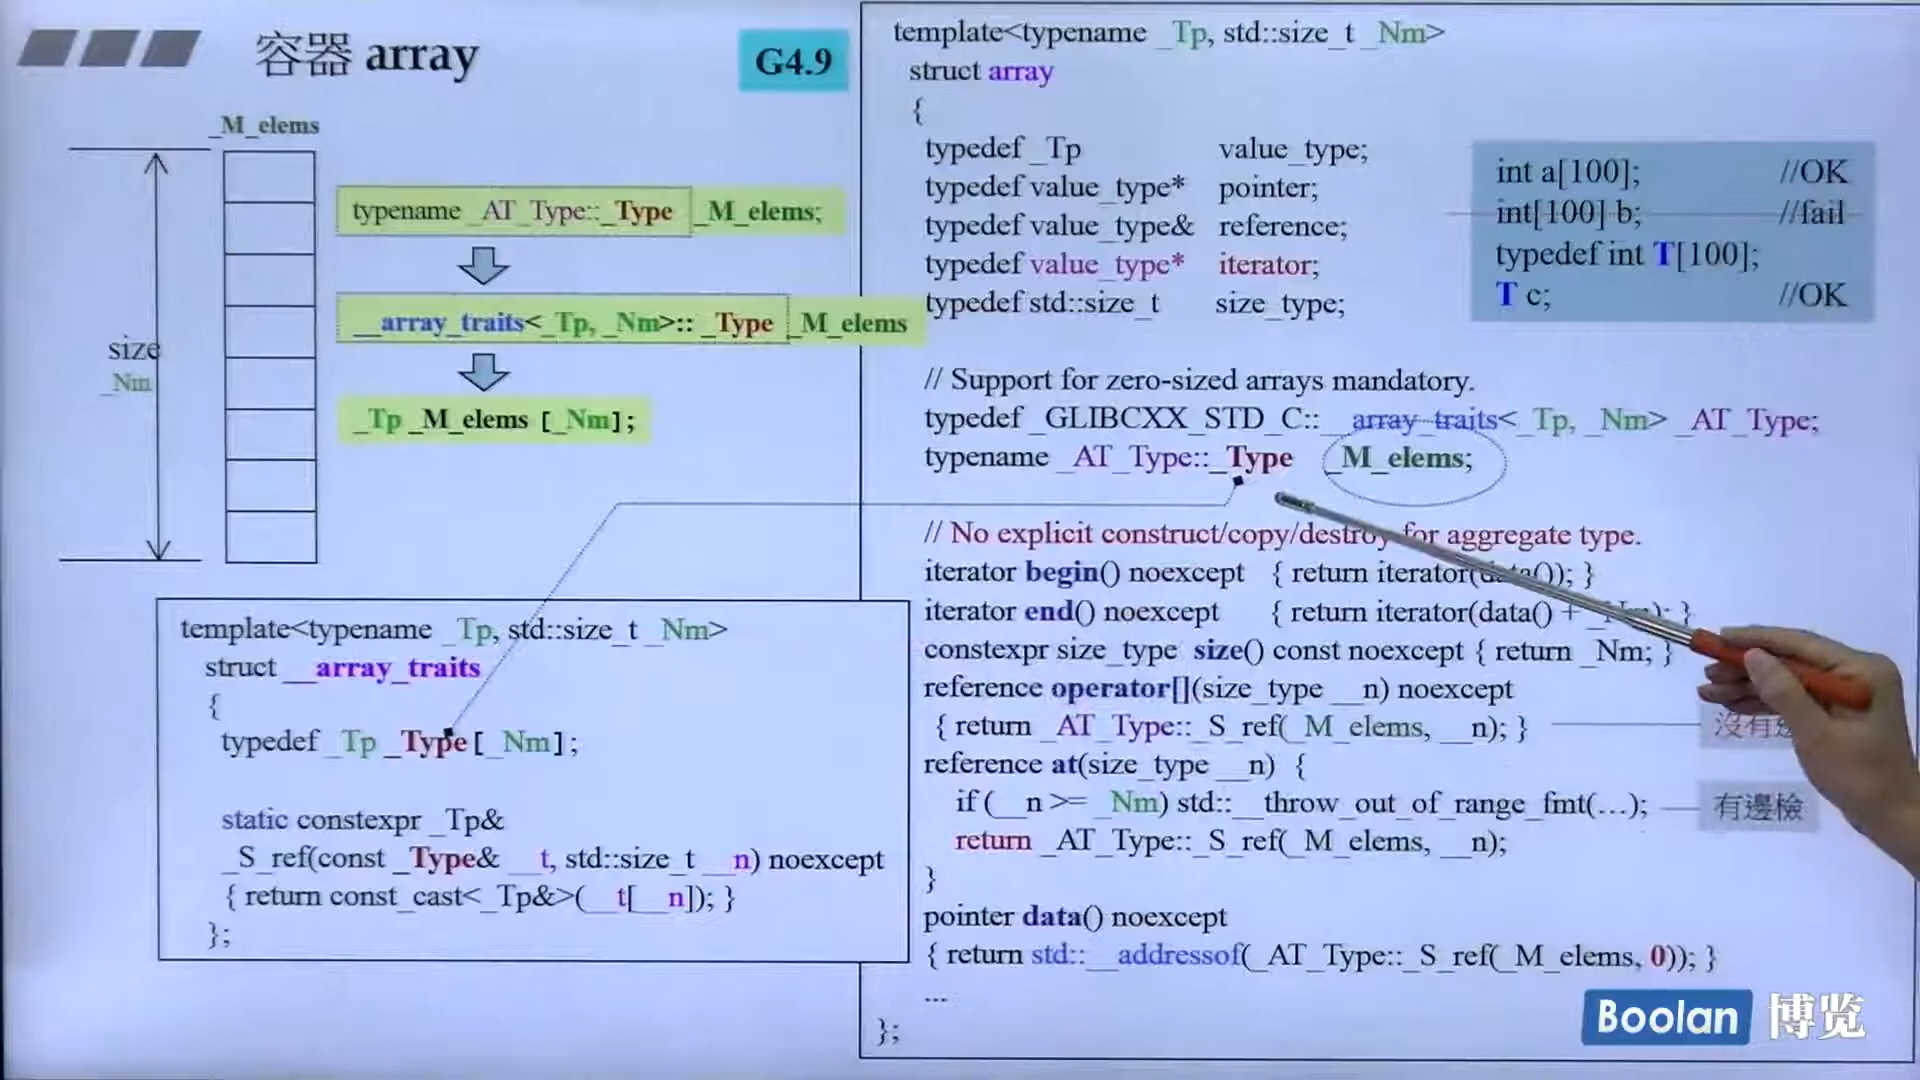 容器 array
G4.9
_M_elems
size
_Nm
typename _AT_Type::_Type _M_elems;
__array_traits<_Tp, _Nm>::_Type _M_elems
_Tp _M_elems [_Nm];
template<typename _Tp, std::size_t _Nm>
struct __array_traits
{
typedef _Tp _Type[_Nm];
static constexpr _Tp&
_S_ref(const _Type& __t, std::size_t __n) noexcept
{ return const_cast<_Tp&>(__t[__n]); }
};
template<typename _Tp, std::size_t _Nm>
struct array
{
typedef _Tp value_type;
typedef value_type* pointer;
typedef value_type& reference;
typedef value_type* iterator;
typedef std::size_t size_type;
// Support for zero-sized arrays mandatory.
typedef _GLIBCXX_STD_C::__array_traits<_Tp, _Nm> _AT_Type;
typename _AT_Type::_Type _M_elems;
// No explicit construct/copy/destroy for aggregate type.
iterator begin() noexcept { return iterator(data()); }
iterator end() noexcept { return iterator(data() + _Nm); }
constexpr size_type size() const noexcept { return _Nm; }
reference operator[](size_type __n) noexcept
{ return _AT_Type::_S_ref(_M_elems, __n); }
沒有
reference at(size_type __n) {
if (__n >= _Nm) std::__throw_out_of_range_fmt(…);
有邊檢
return _AT_Type::_S_ref(_M_elems, __n);
}
pointer data() noexcept
{ return std::__addressof(_AT_Type::_S_ref(_M_elems, 0)); }
...
};
int a[100]; //OK
int[100] b; //fail
typedef int T[100];
T c; //OK
Boolan 博览